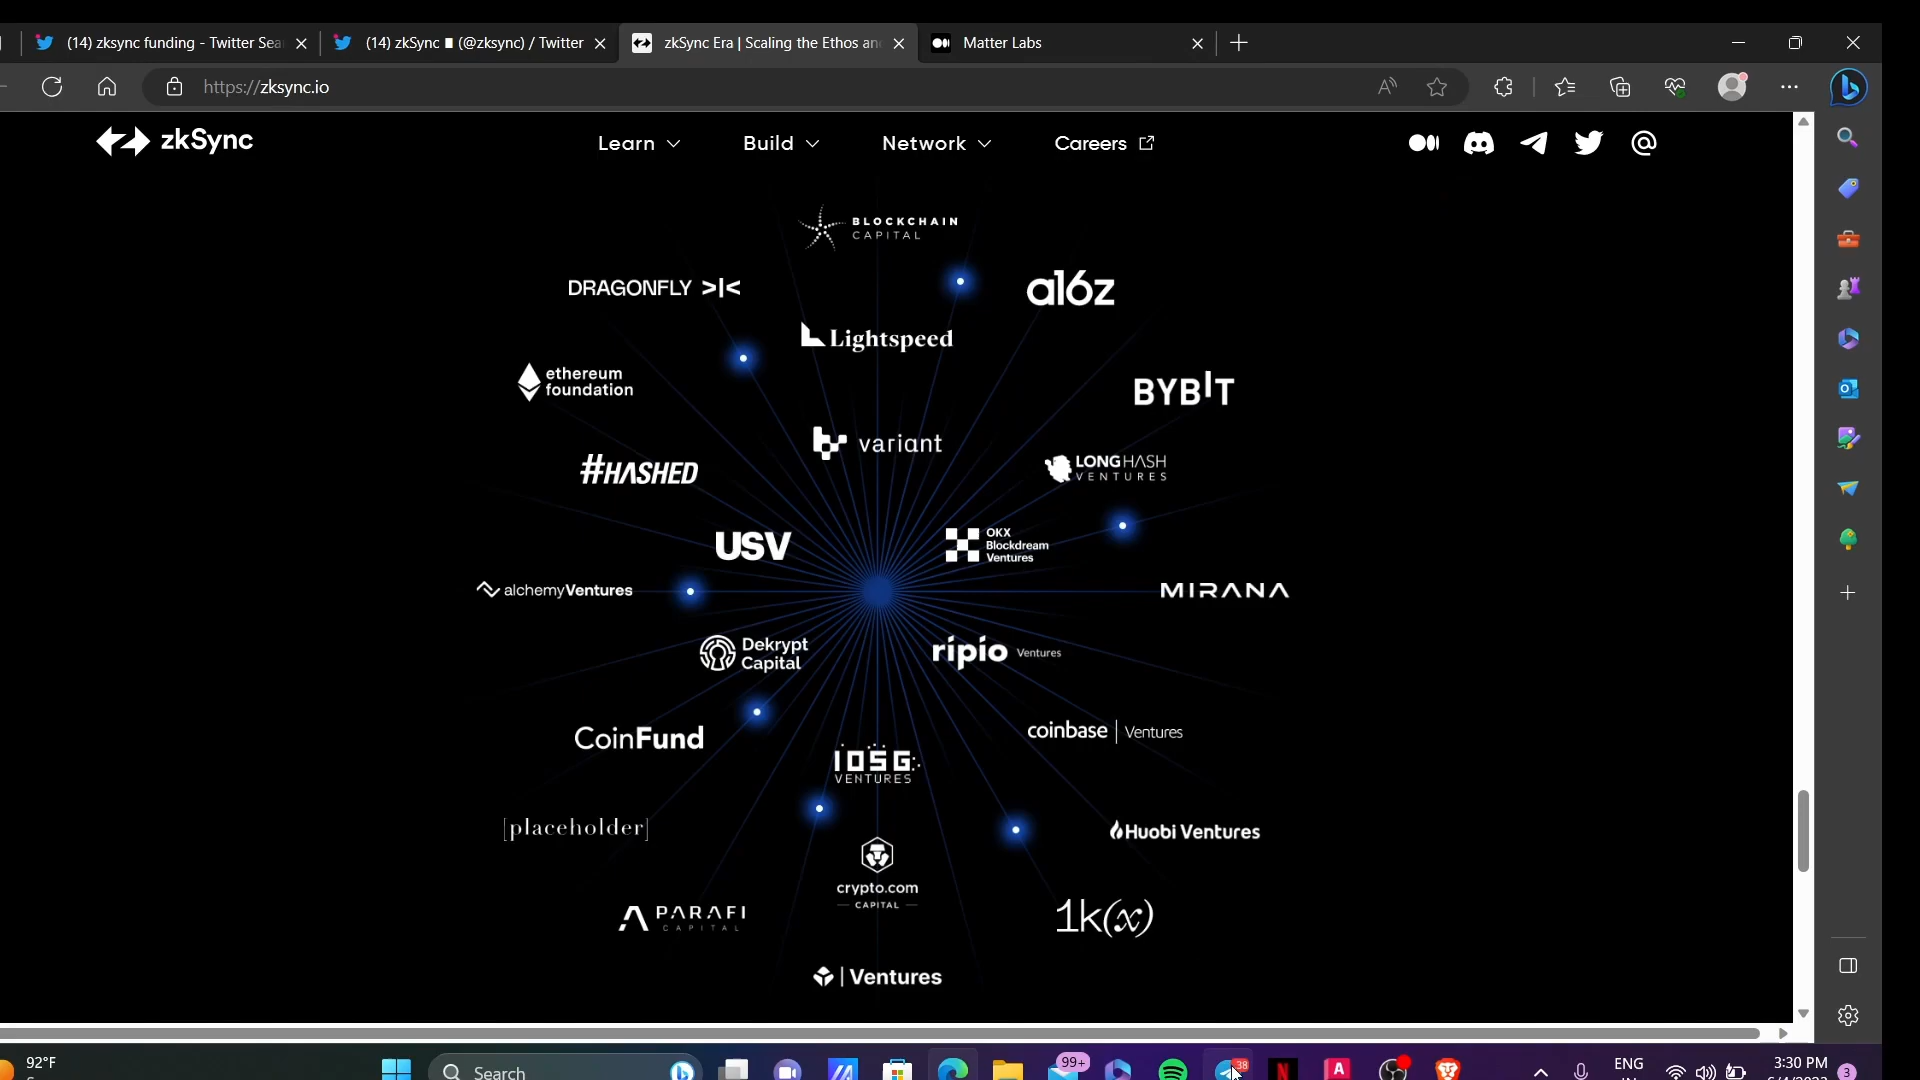 (14) zksync funding - Twitter Sea
(14) zkSync (@zksync) / Twitter
zkSync Era | Scaling the Ethos an
Matter Labs
https://zksync.io
zkSync
Learn
Build
Network
Careers
BLOCKCHAIN
CAPITAL
DRAGONFLY
a16z
Lightspeed
ethereum
foundation
BYBIT
variant
#HASHED
LONGHASH
VENTURES
USV
OKX
Blockdream
Ventures
alchemyVentures
MIRANA
Dekrypt
Capital
ripio Ventures
CoinFund
coinbase | Ventures
IOSG
VENTURES
[placeholder]
Huobi Ventures
crypto.com
CAPITAL
PARAFI
CAPITAL
1k(x)
| Ventures
92°F
Search
99+
38
ENG
3:30 PM
3